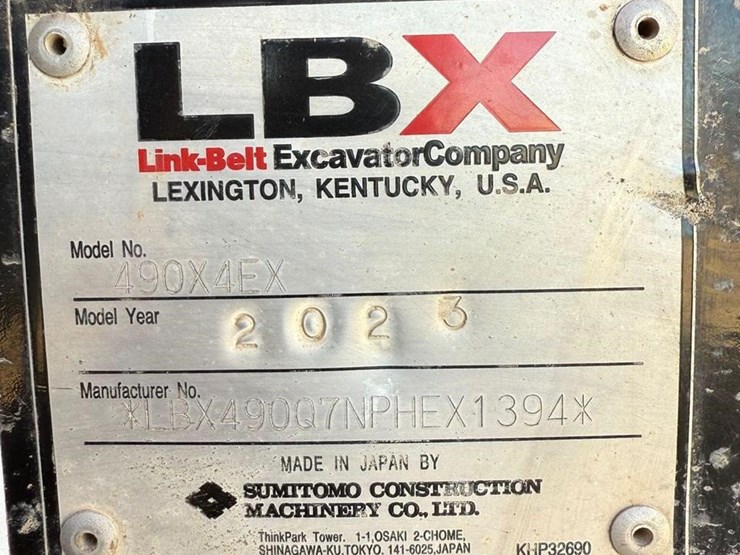 LBX
Link-Belt ExcavatorCompany
LEXINGTON, KENTUCKY, U.S.A.
Model No.
490X4EX
Model Year 2023
Manufacturer No.
*LBX490Q7NPHEX1394*
MADE IN JAPAN BY
SUMITOMO CONSTRUCTION
MACHINERY CO., LTD.
ThinkPark Tower. 1-1,OSAKI 2-CHOME,
SHINAGAWA-KU,TOKYO. 141-6025,JAPAN KHP32690